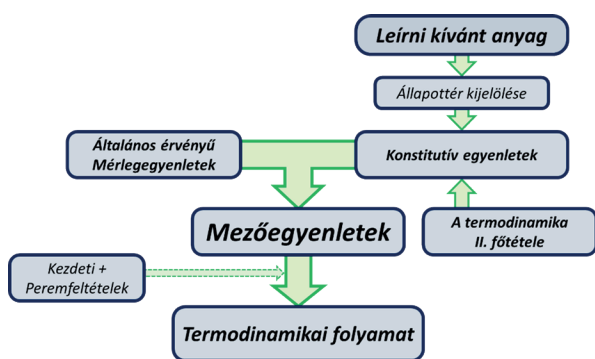 Leírni kívánt anyag
Állapottér kijelölése
Általános érvényű
Mérlegegyenletek
Konstitutív egyenletek
Mezőegyenletek
A termodinamika
II. főtétele
Kezdeti +
Peremfeltételek
Termodinamikai folyamat